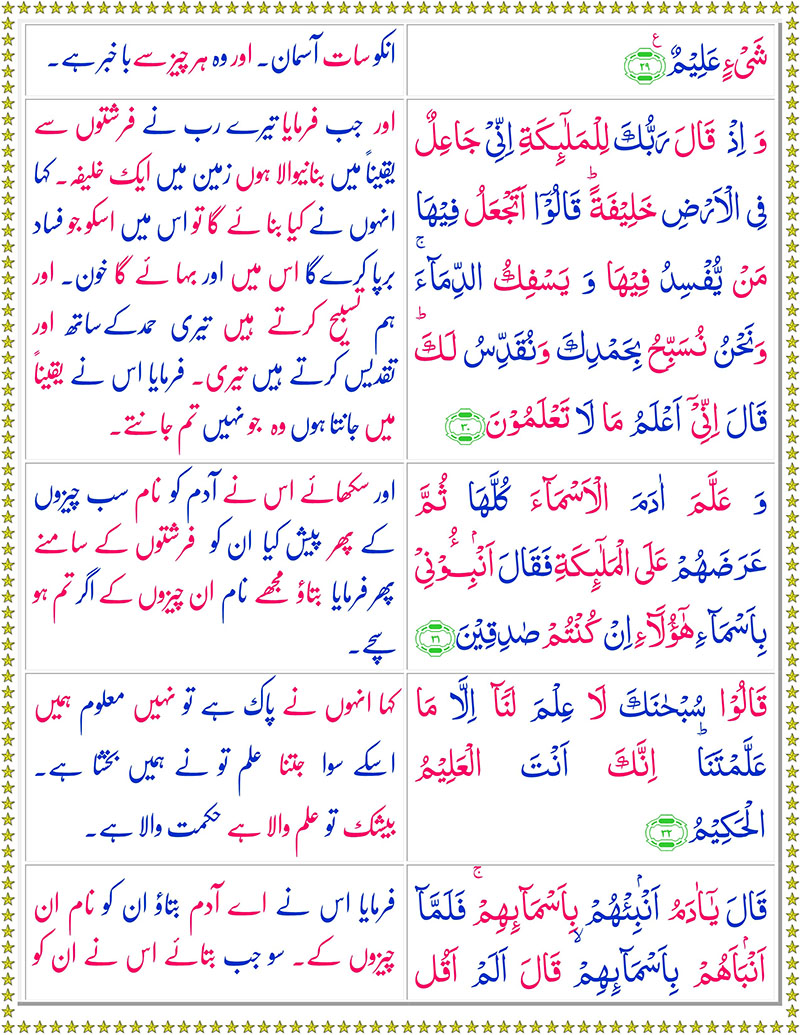 شَیْءٍ عَلِیْمٌ ﴿۲۹﴾ ع
انکو سات آسمان۔ اور وہ ہر چیز سے با خبر ہے۔
وَ اِذْ قَالَ رَبُّكَ لِلْمَلٰٓئِكَةِ اِنِّیْ جَاعِلٌ
فِی الْاَرْضِ خَلِیْفَةً ؕ قَالُوْۤا اَتَجْعَلُ فِیْهَا
مَنْ یُّفْسِدُ فِیْهَا وَ یَسْفِكُ الدِّمَآءَ ۚ
وَنَحْنُ نُسَبِّحُ بِحَمْدِكَ وَنُقَدِّسُ لَكَ ؕ
قَالَ اِنِّیْۤ اَعْلَمُ مَا لَا تَعْلَمُوْنَ ﴿۳۰﴾
اور جب فرمایا تیرے رب نے فرشتوں سے
یقیناً میں بنانیوالا ہوں زمین میں ایک خلیفہ۔ کہا
انہوں نے کیا بنائے گا تو اس میں اسکو جو فساد
برپا کرے گا اس میں اور بہائے گا خون۔ اور
ہم تسبیح کرتے ہیں تیری حمد کے ساتھ اور
تقدیس کرتے ہیں تیری۔ فرمایا اس نے یقیناً
میں جانتا ہوں وہ جو نہیں تم جانتے۔
وَ عَلَّمَ اٰدَمَ الْاَسْمَآءَ كُلَّهَا ثُمَّ
عَرَضَهُمْ عَلَی الْمَلٰٓئِكَةِ فَقَالَ اَنْۢبِـُٔوْنِیْ
بِاَسْمَآءِ هٰۤؤُلَآءِ اِنْ كُنْتُمْ صٰدِقِیْنَ ﴿۳۱﴾
اور سکھائے اس نے آدم کو نام سب چیزوں
کے پھر پیش کیا ان کو فرشتوں کے سامنے
پھر فرمایا بتاؤ مجھے نام ان چیزوں کے اگر تم ہو
سچے۔
قَالُوْا سُبْحٰنَكَ لَا عِلْمَ لَنَاۤ اِلَّا مَا
عَلَّمْتَنَا ؕ اِنَّكَ اَنْتَ الْعَلِیْمُ
الْحَكِیْمُ ﴿۳۲﴾
کہا انہوں نے پاک ہے تو نہیں معلوم ہمیں
اسکے سوا جتنا علم تو نے ہمیں بخشا ہے۔
بیشک تو علم والا ہے حکمت والا ہے۔
قَالَ یٰۤاٰدَمُ اَنْۢبِئْهُمْ بِاَسْمَآئِهِمْ ۚ فَلَمَّاۤ
اَنْۢبَاَهُمْ بِاَسْمَآئِهِمْ ۙ قَالَ اَلَمْ اَقُلْ
فرمایا اس نے اے آدم بتاؤ ان کو نام ان
چیزوں کے۔ سو جب بتائے اس نے ان کو